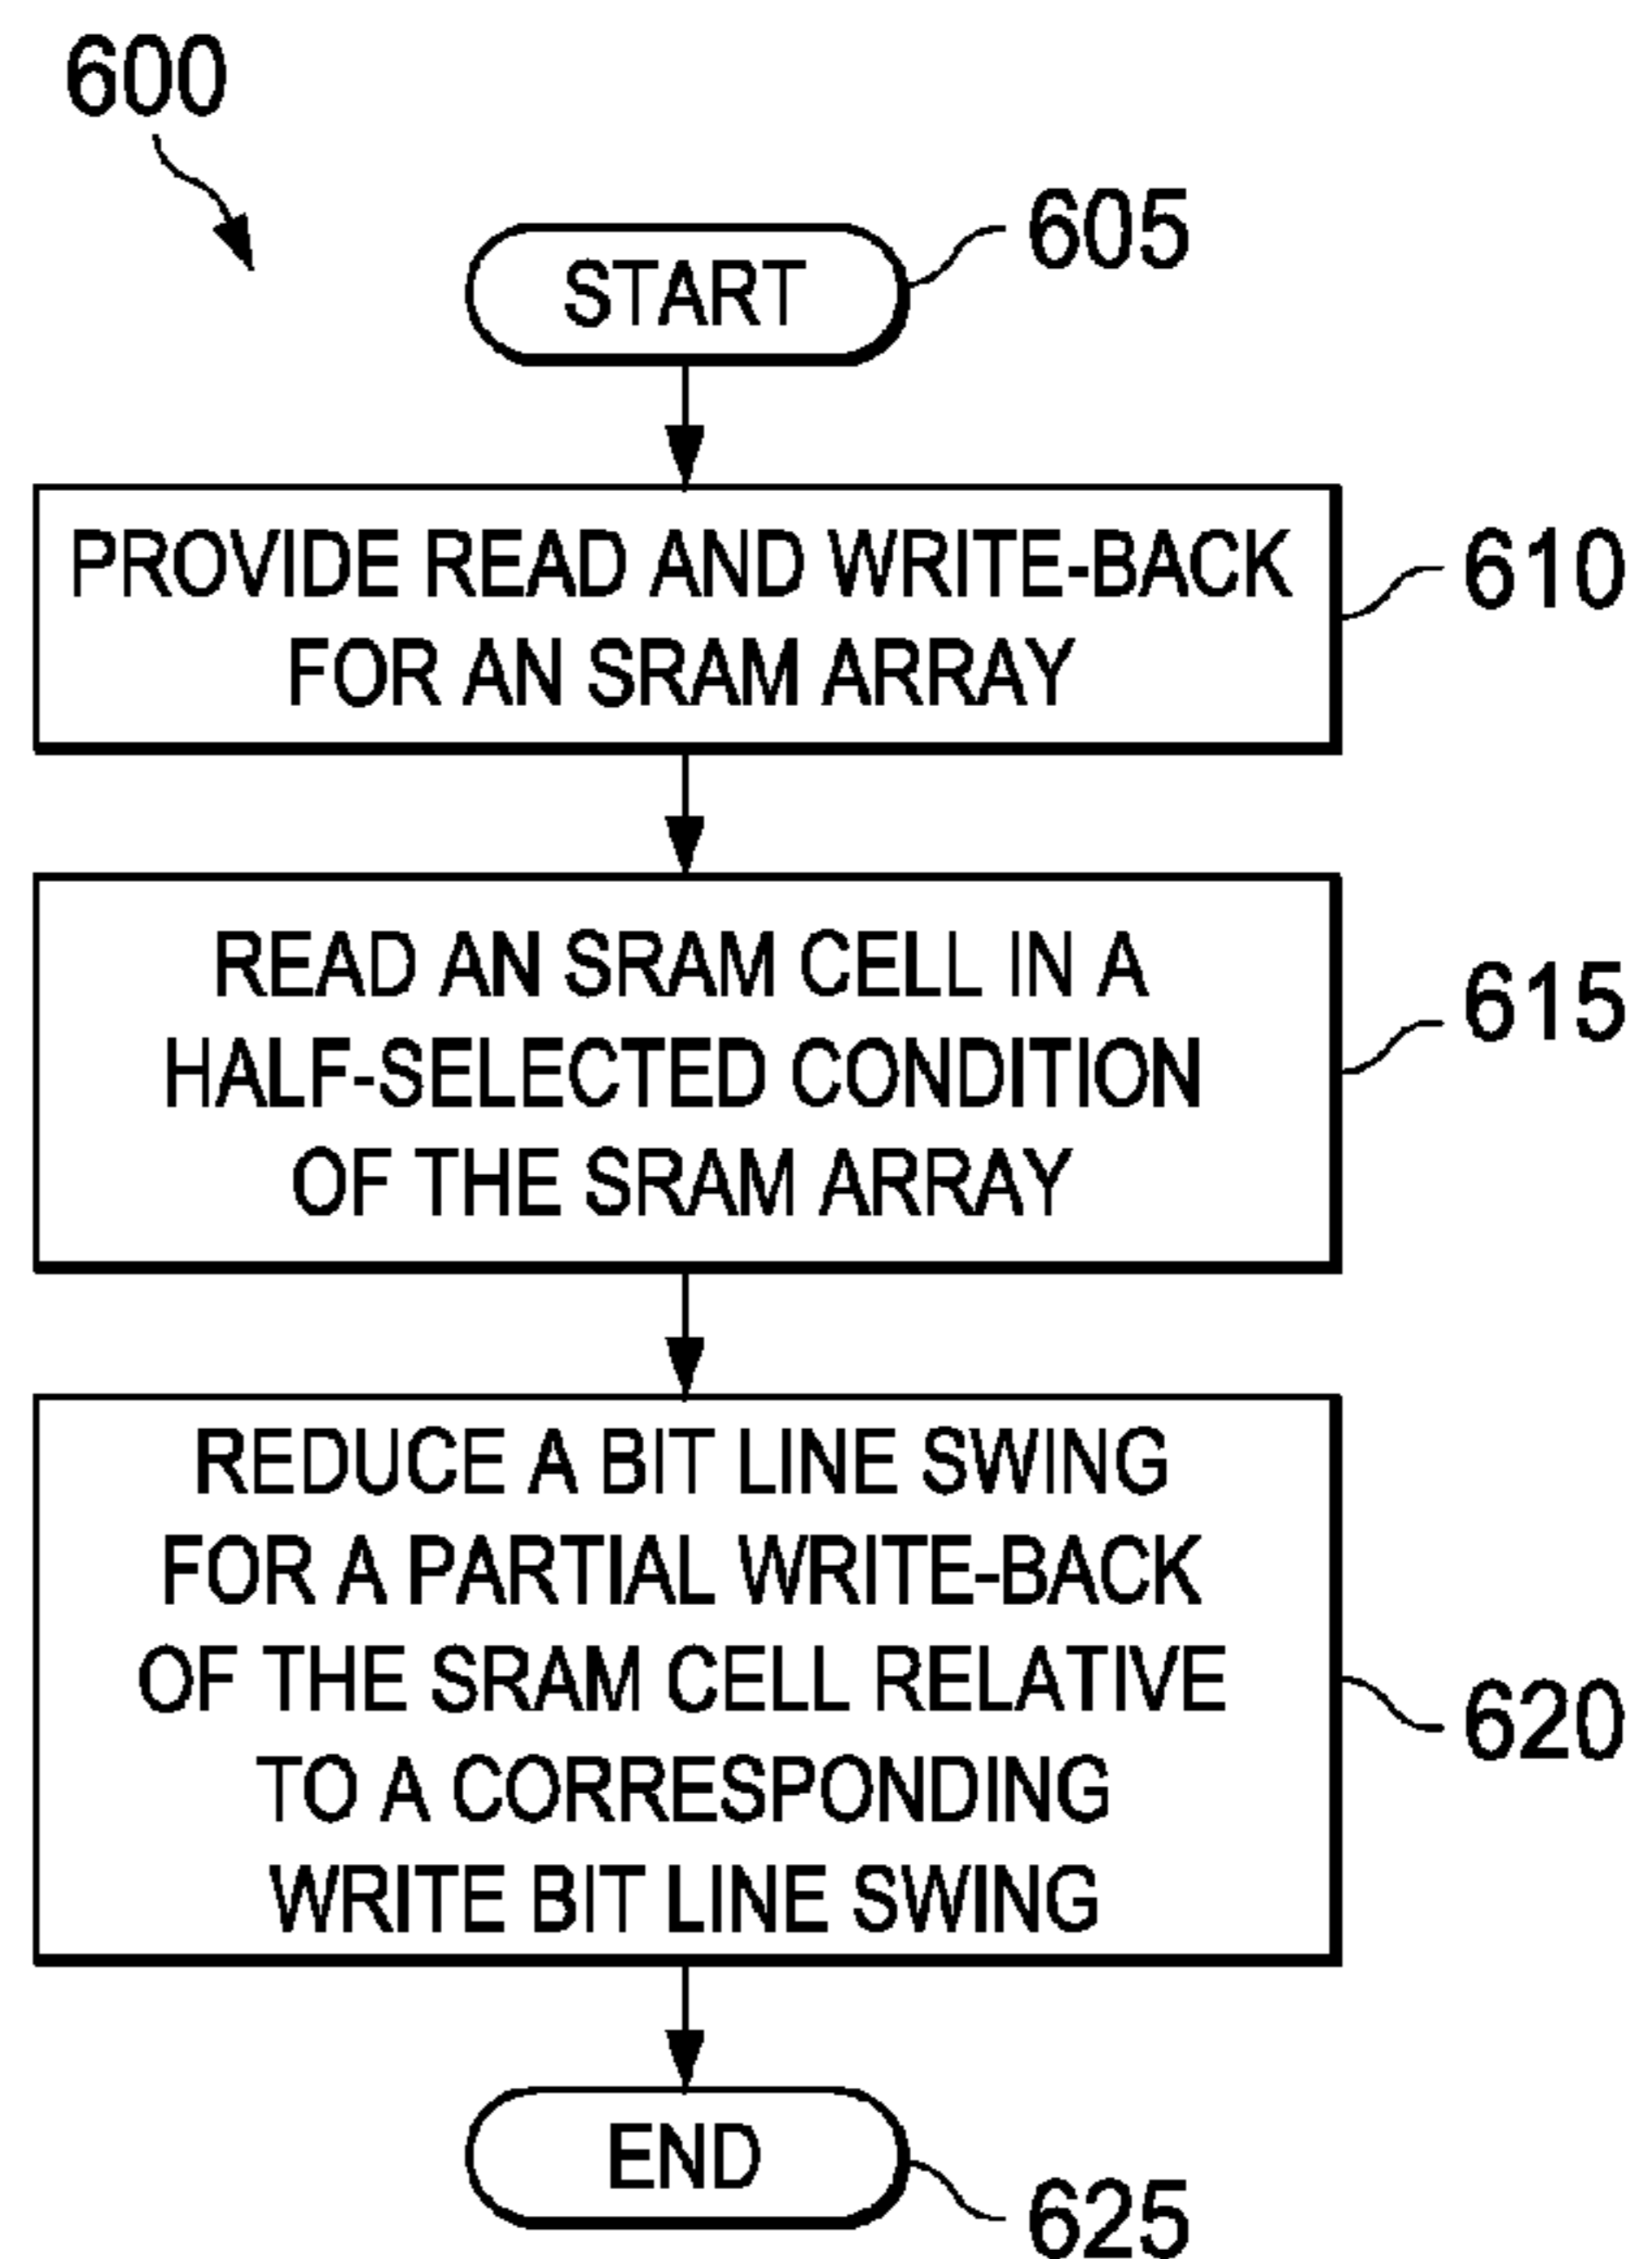 600
START
605
PROVIDE READ AND WRITE-BACK
FOR AN SRAM ARRAY
610
READ AN SRAM CELL IN A
HALF-SELECTED CONDITION
OF THE SRAM ARRAY
615
REDUCE A BIT LINE SWING
FOR A PARTIAL WRITE-BACK
OF THE SRAM CELL RELATIVE
TO A CORRESPONDING
WRITE BIT LINE SWING
620
END
625